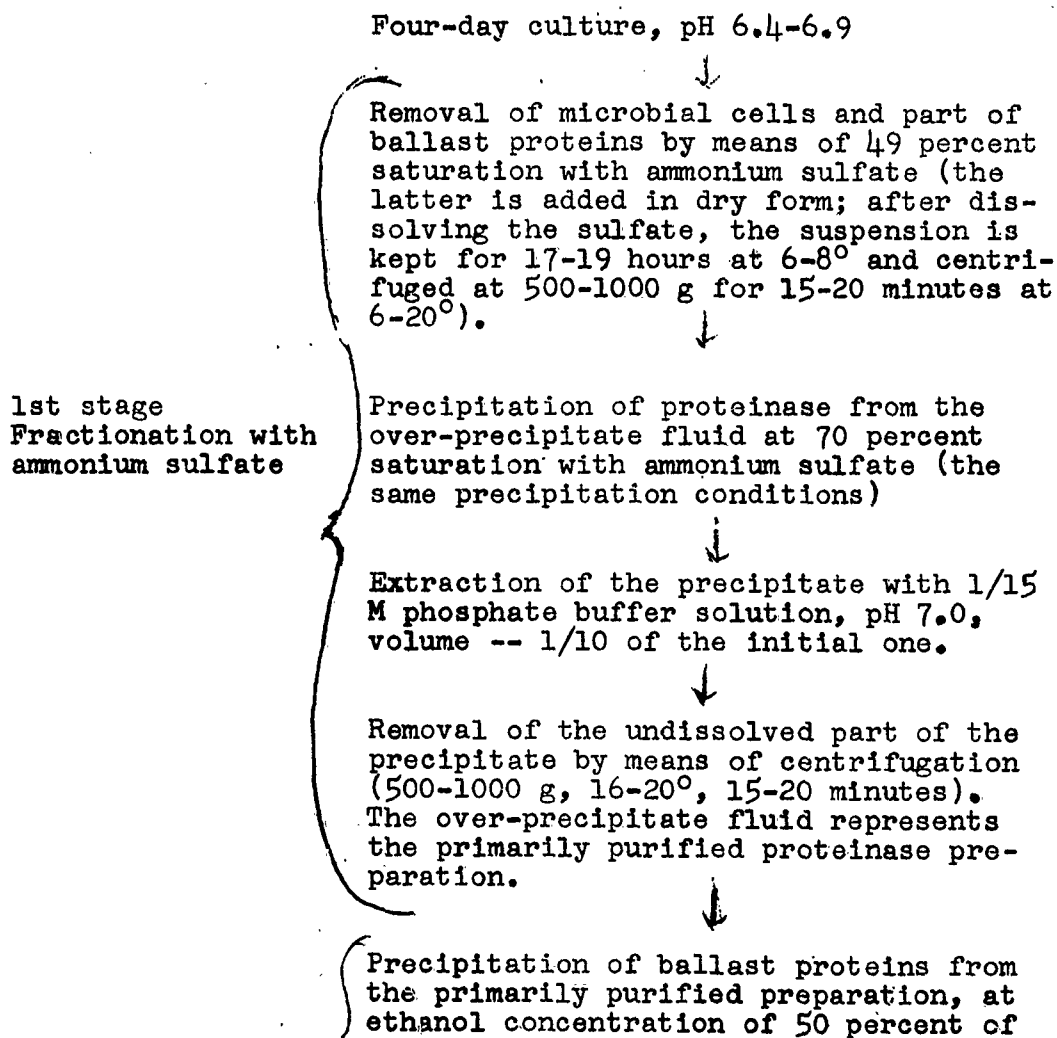 Four-day culture, pH 6.4-6.9
↓
Removal of microbial cells and part of
ballast proteins by means of 49 percent
saturation with ammonium sulfate (the
latter is added in dry form; after dis-
solving the sulfate, the suspension is
kept for 17-19 hours at 6-8° and centri-
fuged at 500-1000 g for 15-20 minutes at
6-20°).
↓
1st stage
Fractionation with
ammonium sulfate
Precipitation of proteinase from the
over-precipitate fluid at 70 percent
saturation with ammonium sulfate (the
same precipitation conditions)
↓
Extraction of the precipitate with 1/15
M phosphate buffer solution, pH 7.0,
volume -- 1/10 of the initial one.
↓
Removal of the undissolved part of the
precipitate by means of centrifugation
(500-1000 g, 16-20°, 15-20 minutes).
The over-precipitate fluid represents
the primarily purified proteinase pre-
paration.
↓
Precipitation of ballast proteins from
the primarily purified preparation, at
ethanol concentration of 50 percent of